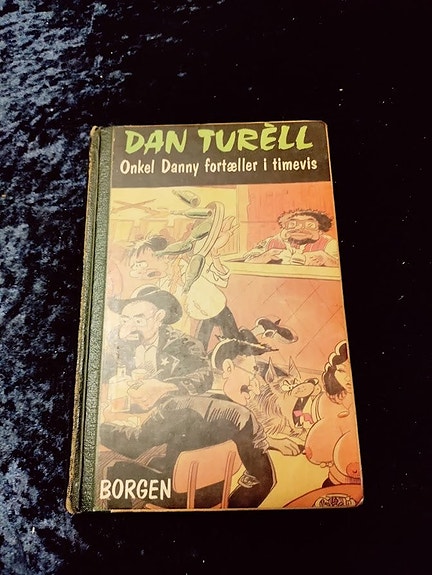 DAN TURÈLL
Onkel Danny fortæller i timevis
BORGEN